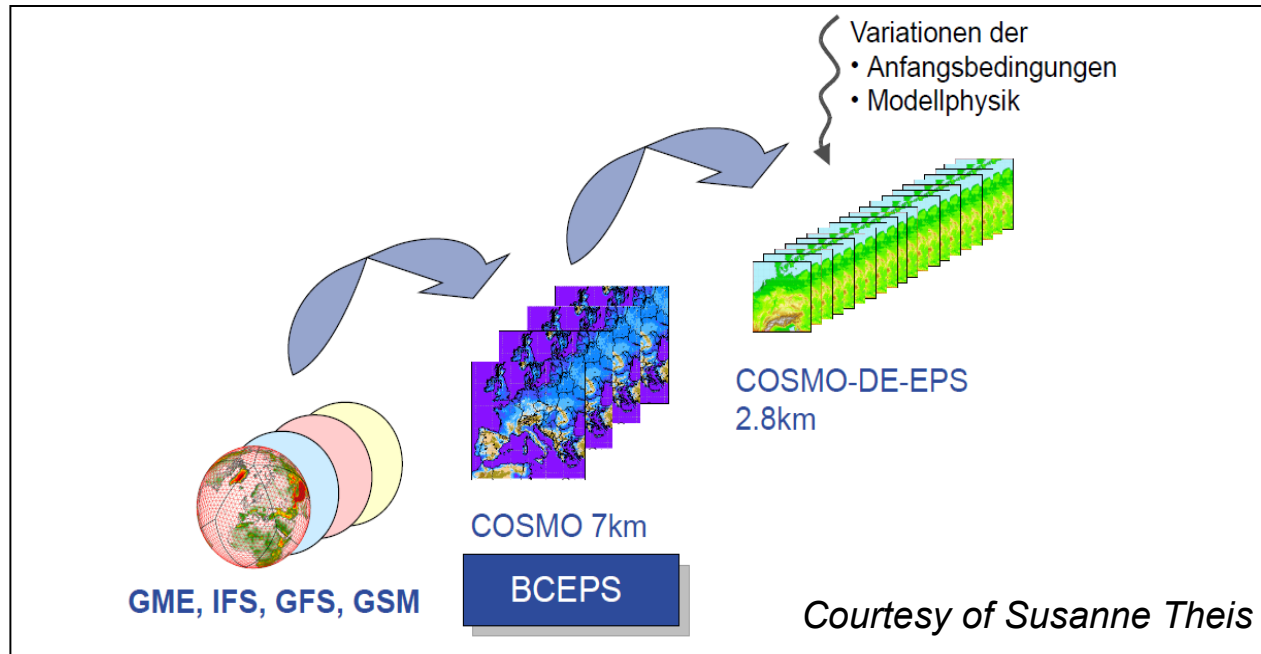 Variationen der
• Anfangsbedingungen
• Modellphysik
COSMO-DE-EPS
2.8km
COSMO 7km
BCEPS
GME, IFS, GFS, GSM
Courtesy of Susanne Theis